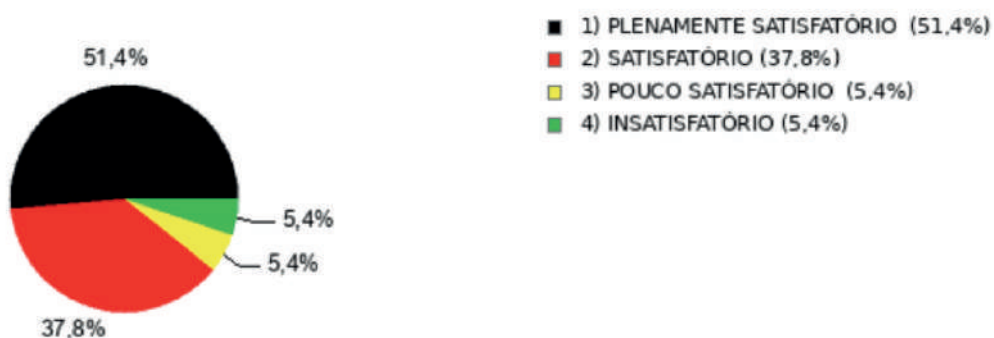 51,4%
37,8%
5,4%
5,4%
1) PLENAMENTE SATISFATÓRIO (51,4%)
2) SATISFATÓRIO (37,8%)
3) POUCO SATISFATÓRIO (5,4%)
4) INSATISFATÓRIO (5,4%)